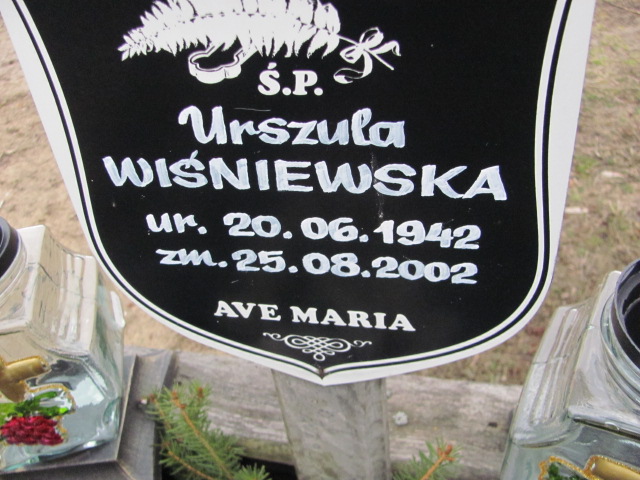 Ś.P.
Urszula
WIŚNIEWSKA
ur. 20.06.1942
zm. 25.08.2002
AVE MARIA